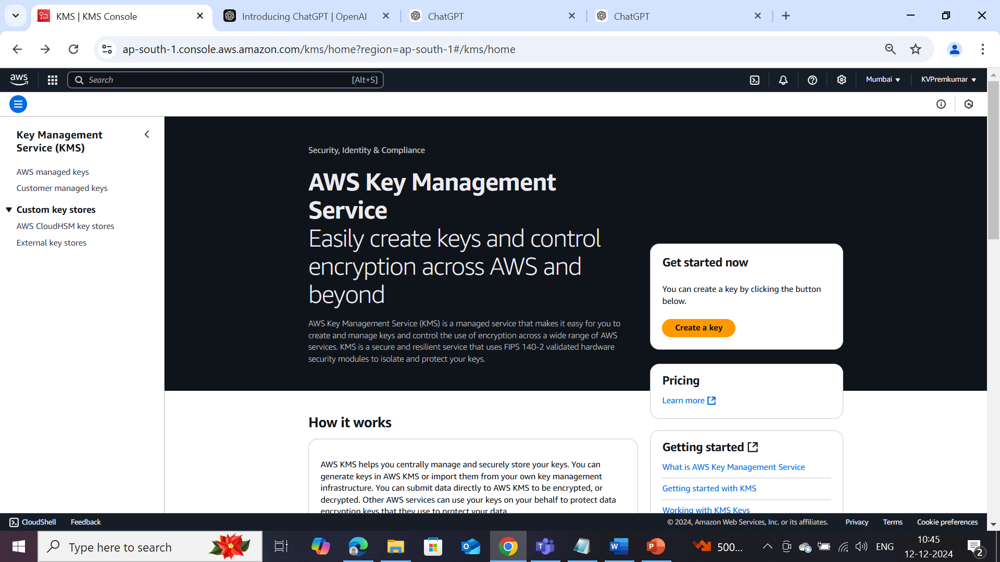 KMS | KMS Console
Introducing ChatGPT | OpenAI
ChatGPT
ChatGPT
ap-south-1.console.aws.amazon.com/kms/home?region=ap-south-1#/kms/home
aws
Search
[Alt+S]
Mumbai
KVPremkumar
Key Management
Service (KMS)
AWS managed keys
Customer managed keys
Custom key stores
AWS CloudHSM key stores
External key stores
Security, Identity & Compliance
AWS Key Management
Service
Easily create keys and control
encryption across AWS and
beyond
AWS Key Management Service (KMS) is a managed service that makes it easy for you to
create and manage keys and control the use of encryption across a wide range of AWS
services. KMS is a secure and resilient service that uses FIPS 140-2 validated hardware
security modules to isolate and protect your keys.
Get started now
You can create a key by clicking the button
below.
Create a key
Pricing
Learn more
How it works
AWS KMS helps you centrally manage and securely store your keys. You can
generate keys in AWS KMS or import them from your own key management
infrastructure. You can submit data directly to AWS KMS to be encrypted, or
decrypted. Other AWS services can use your keys on your behalf to protect data
encryption keys that they use to protect your data.
Getting started
What is AWS Key Management Service
Getting started with KMS
Working with KMS Keys
CloudShell
Feedback
© 2024, Amazon Web Services, Inc. or its affiliates.
Privacy
Terms
Cookie preferences
Type here to search
500...
ENG
10:45
12-12-2024
2